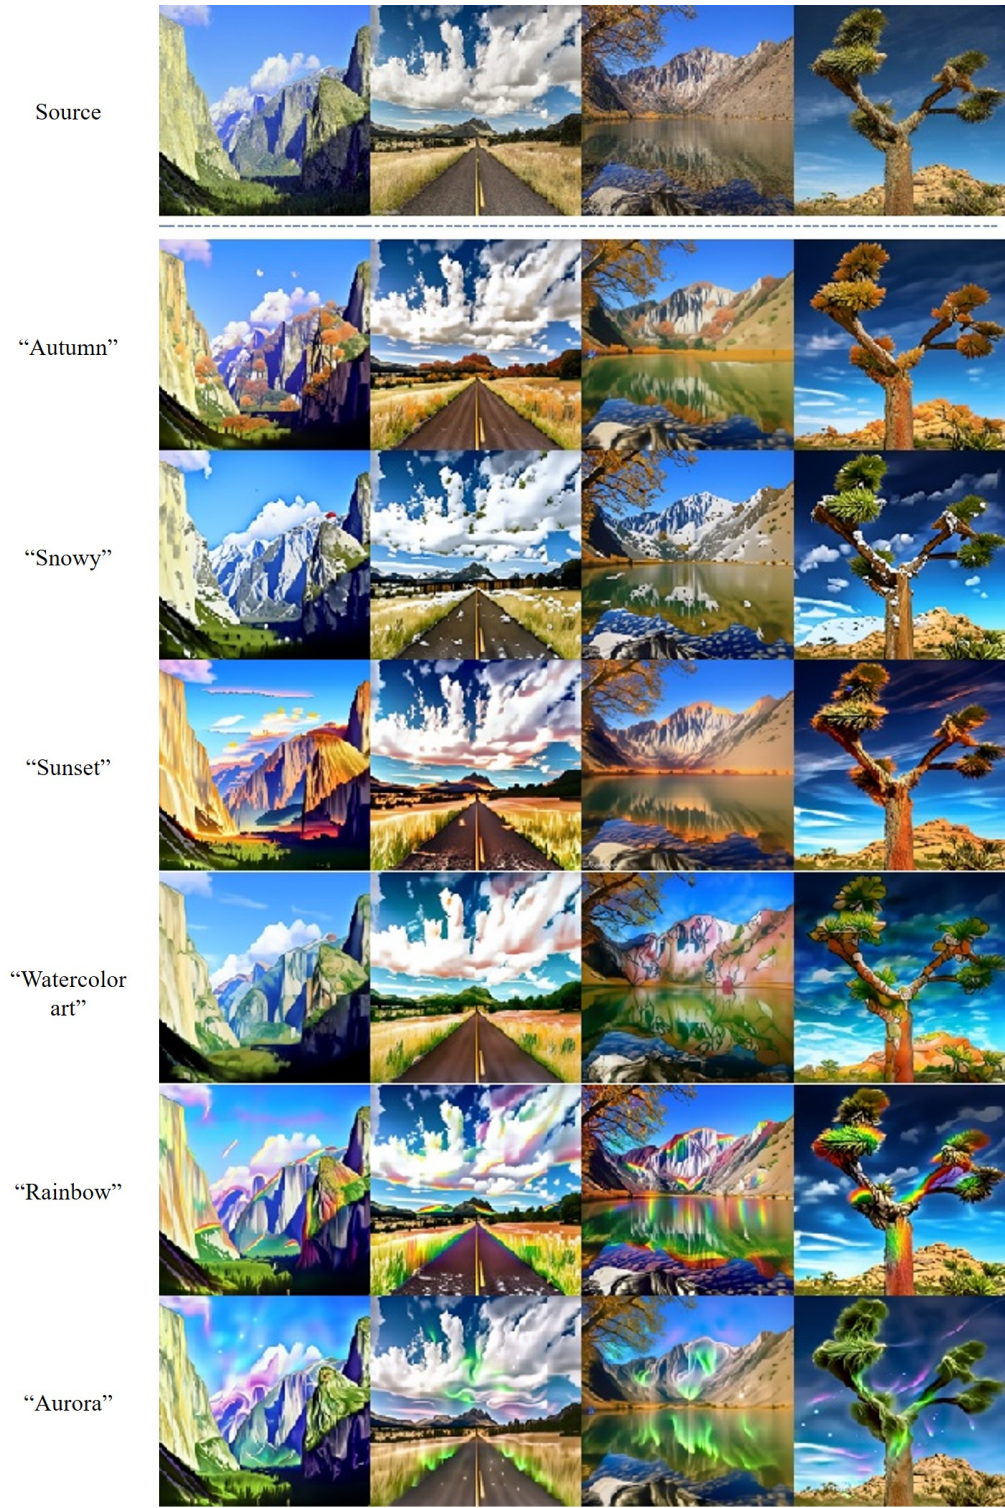 Source
“Autumn”
“Snowy”
“Sunset”
“Watercolor
art”
“Rainbow”
“Aurora”